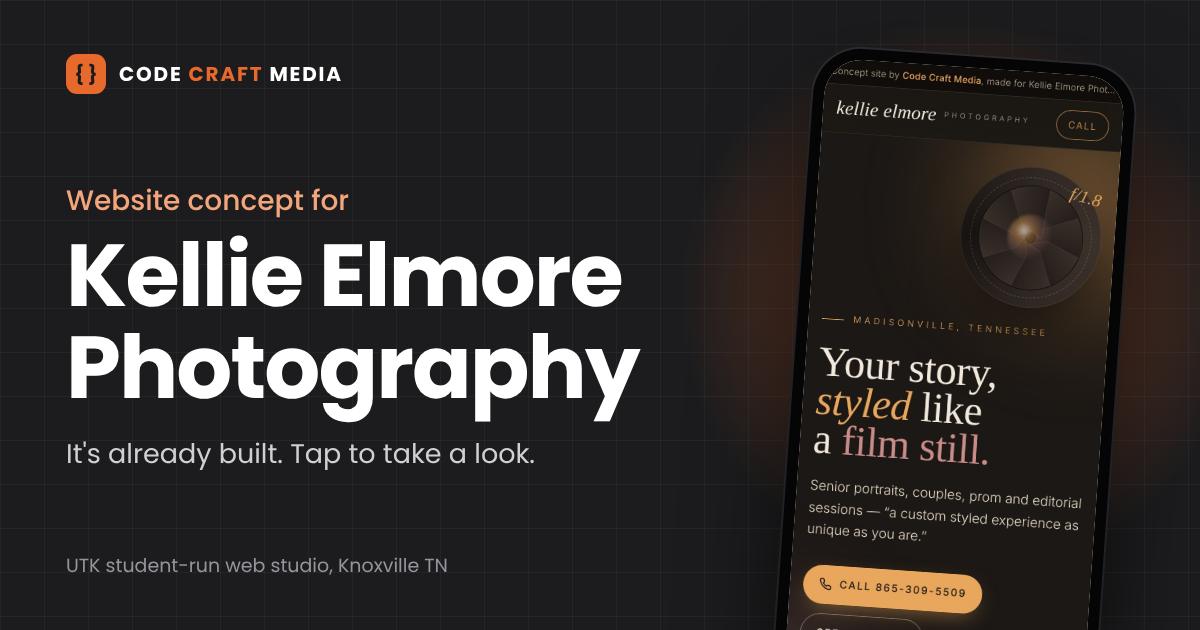 { } CODE CRAFT MEDIA
Website concept for
Kellie Elmore
Photography
It's already built. Tap to take a look.
UTK student-run web studio, Knoxville TN
Concept site by Code Craft Media, made for Kellie Elmore Phot...
kellie elmore PHOTOGRAPHY
CALL
f/1.8
MADISONVILLE, TENNESSEE
Your story,
styled like
a film still.
Senior portraits, couples, prom and editorial
sessions — “a custom styled experience as
unique as you are.”
CALL 865-309-5509